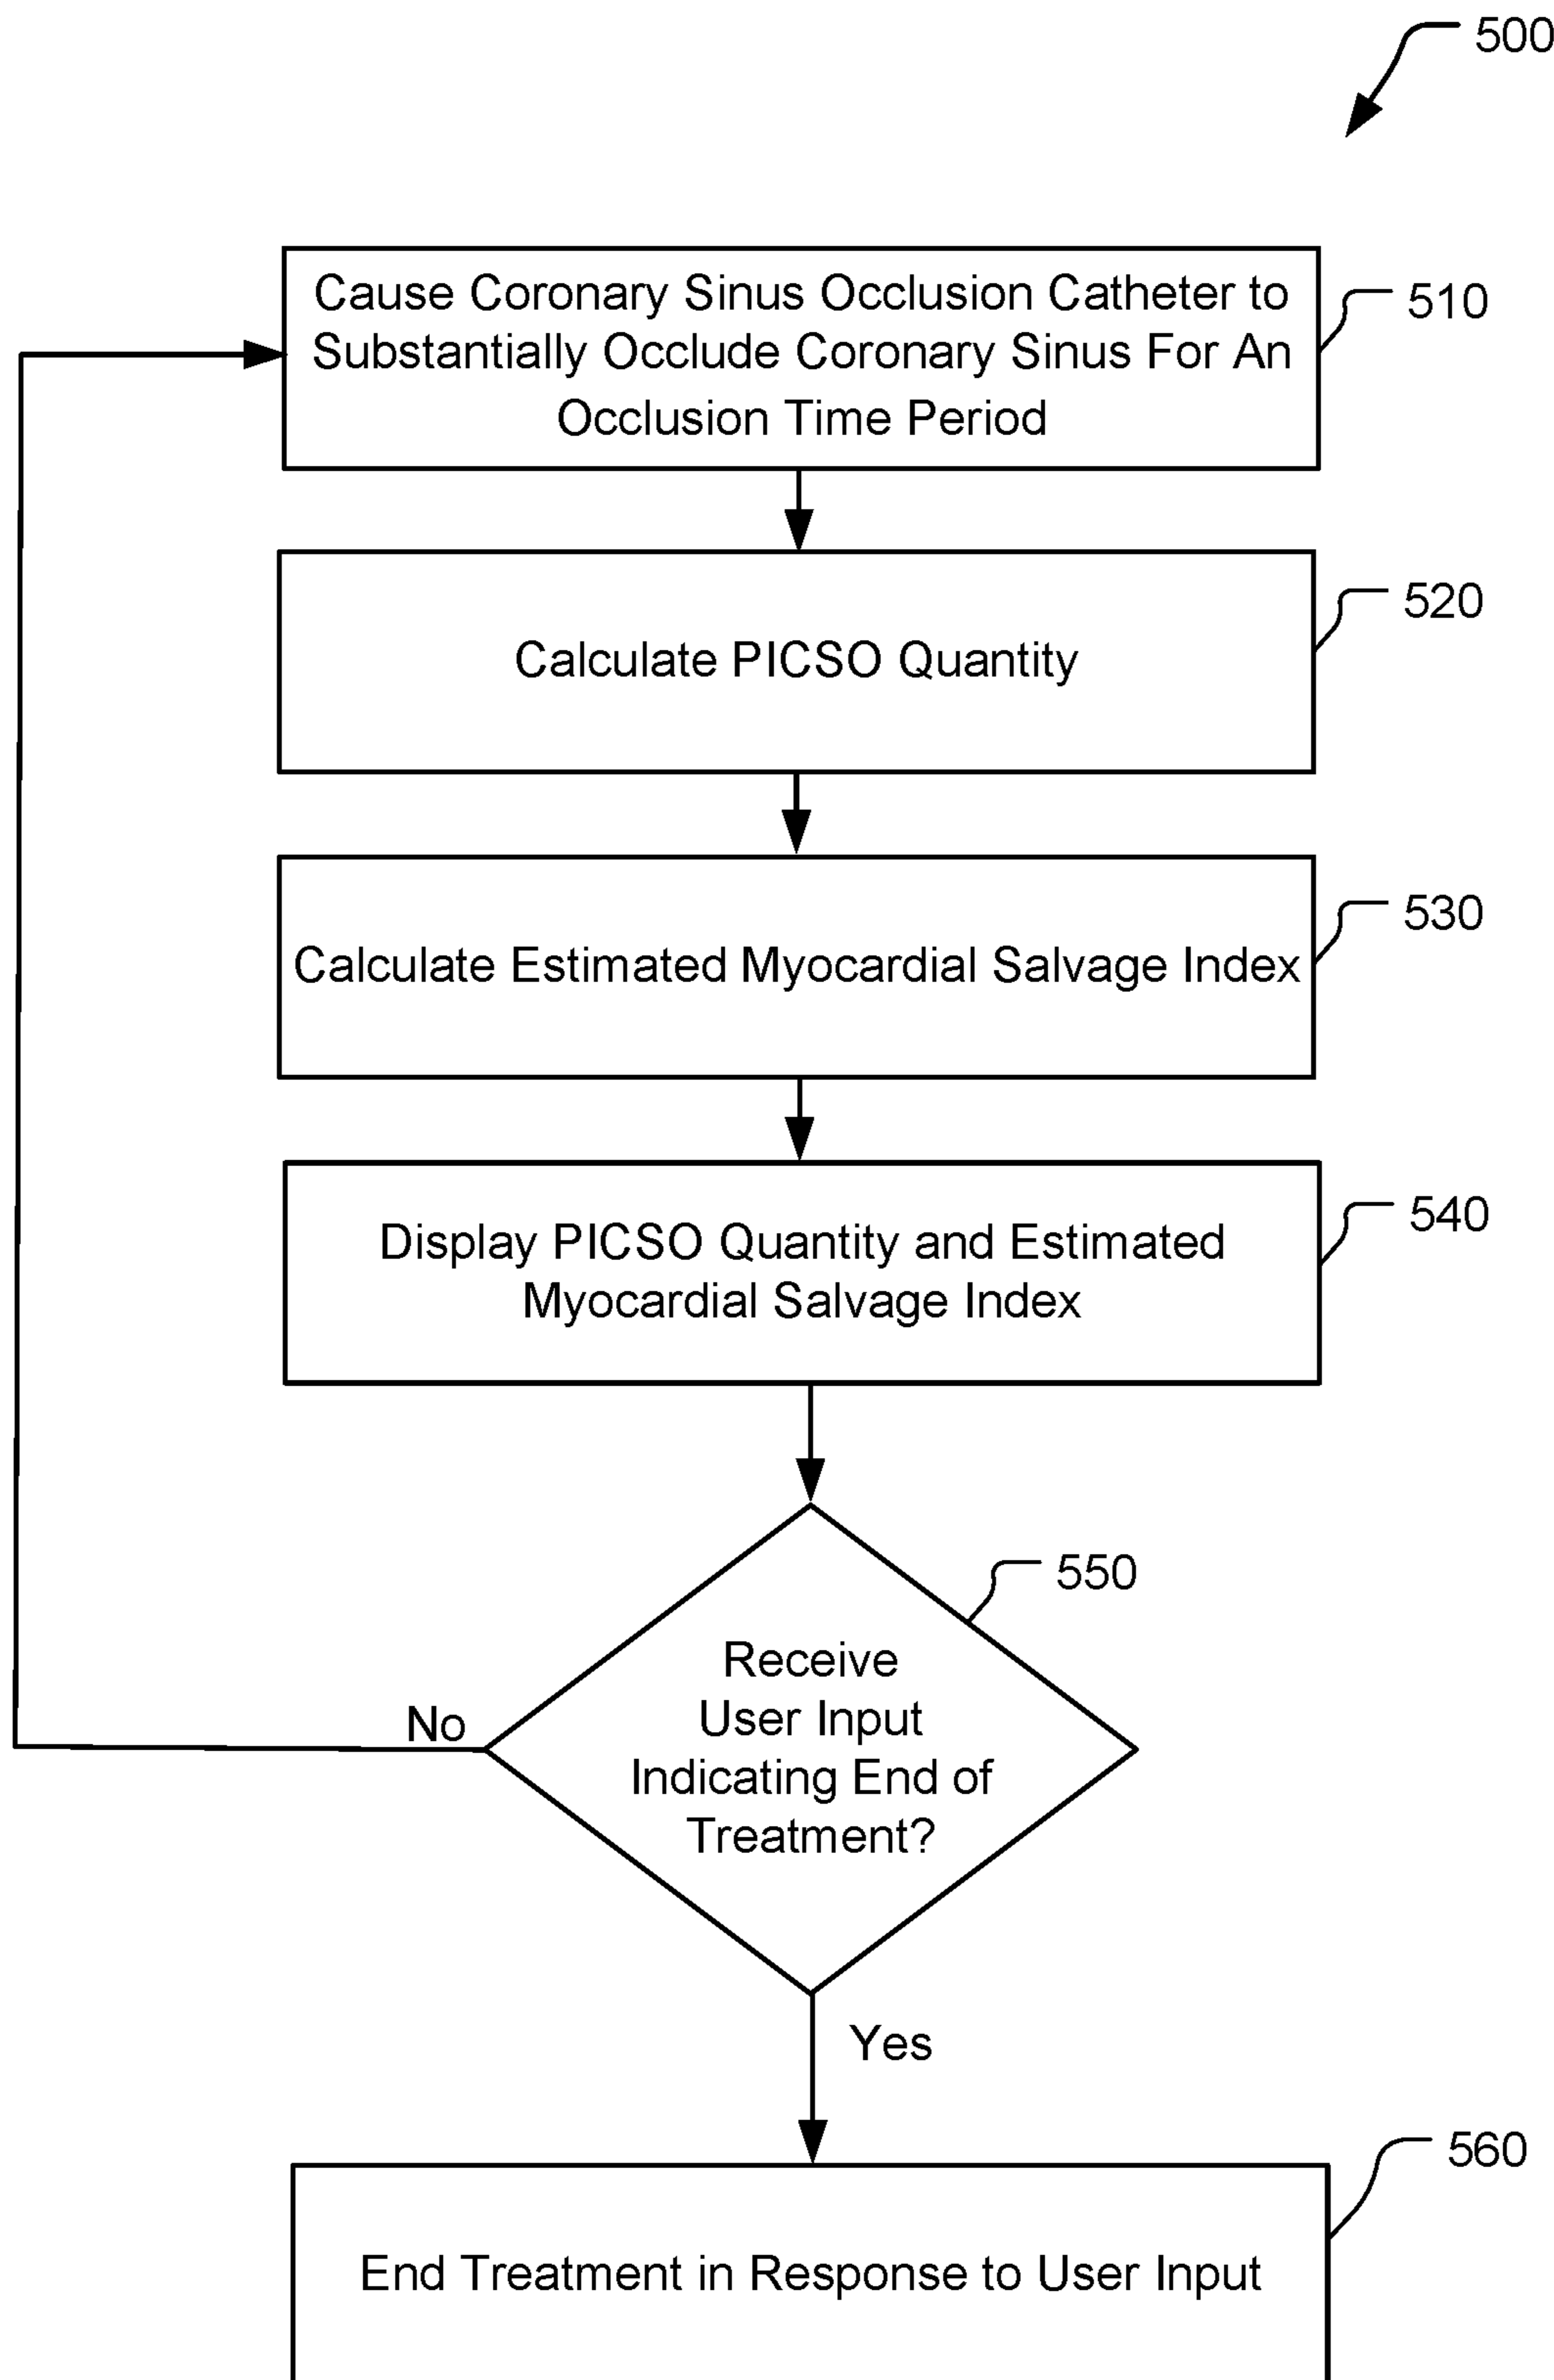 500
Cause Coronary Sinus Occlusion Catheter to
Substantially Occlude Coronary Sinus For An
Occlusion Time Period
510
Calculate PICSO Quantity
520
Calculate Estimated Myocardial Salvage Index
530
Display PICSO Quantity and Estimated
Myocardial Salvage Index
540
550
Receive
User Input
Indicating End of
Treatment?
No
Yes
560
End Treatment in Response to User Input